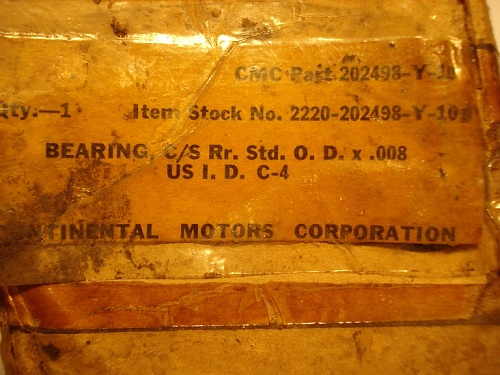 CMC Part 202498-Y-10
Qty.—1 Item Stock No. 2220-202498-Y-10
BEARING, C/S Rr. Std. O. D. x .008
US I. D. C-4
CONTINENTAL MOTORS CORPORATION